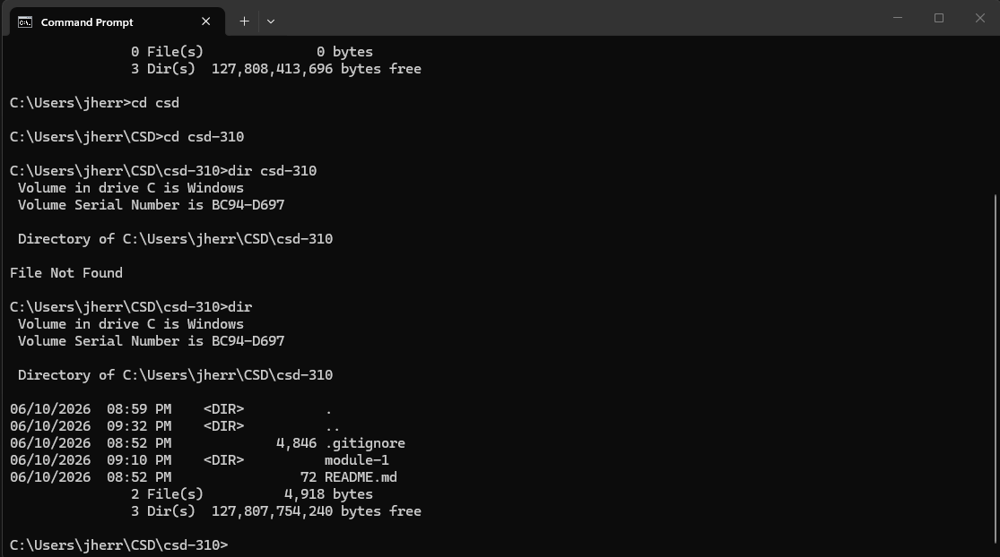 Command Prompt
0 File(s)              0 bytes
3 Dir(s)  127,808,413,696 bytes free
C:\Users\jherr>cd csd
C:\Users\jherr\CSD>cd csd-310
C:\Users\jherr\CSD\csd-310>dir csd-310
Volume in drive C is Windows
Volume Serial Number is BC94-D697
Directory of C:\Users\jherr\CSD\csd-310
File Not Found
C:\Users\jherr\CSD\csd-310>dir
Volume in drive C is Windows
Volume Serial Number is BC94-D697
Directory of C:\Users\jherr\CSD\csd-310
06/10/2026  08:59 PM    <DIR>          .
06/10/2026  09:32 PM    <DIR>          ..
06/10/2026  08:52 PM             4,846 .gitignore
06/10/2026  09:10 PM    <DIR>          module-1
06/10/2026  08:52 PM                72 README.md
2 File(s)          4,918 bytes
3 Dir(s)  127,807,754,240 bytes free
C:\Users\jherr\CSD\csd-310>